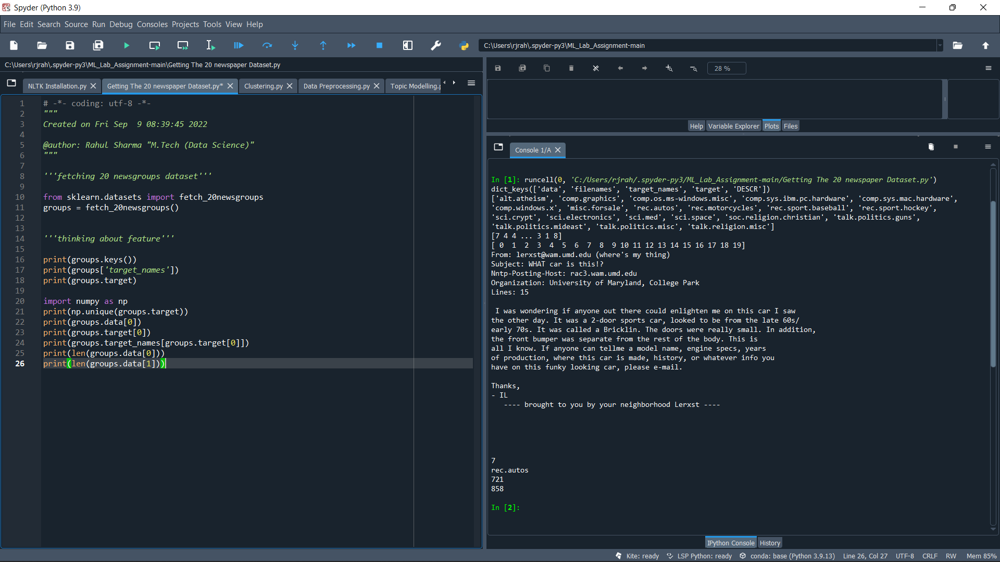 Spyder (Python 3.9)
File Edit Search Source Run Debug Consoles Projects Tools View Help
C:\Users\rjrah\.spyder-py3\ML_Lab_Assignment-main
C:\Users\rjrah\.spyder-py3\ML_Lab_Assignment-main\Getting The 20 newspaper Dataset.py
NLTK Installation.py
Getting The 20 newspaper Dataset.py*
Clustering.py
Data Preprocessing.py
Topic Modelling.
1 # -*- coding: utf-8 -*-
2 """
3 Created on Fri Sep  9 08:39:45 2022
4
5 @author: Rahul Sharma "M.Tech (Data Science)"
6 """
7
8 '''fetching 20 newsgroups dataset'''
9
10 from sklearn.datasets import fetch_20newsgroups
11 groups = fetch_20newsgroups()
12
13
14 '''thinking about feature'''
15
16 print(groups.keys())
17 print(groups['target_names'])
18 print(groups.target)
19
20 import numpy as np
21 print(np.unique(groups.target))
22 print(groups.data[0])
23 print(groups.target[0])
24 print(groups.target_names[groups.target[0]])
25 print(len(groups.data[0]))
26 print(len(groups.data[1]))
28 %
Help Variable Explorer Plots Files
Console 1/A
In [1]: runcell(0, 'C:/Users/rjrah/.spyder-py3/ML_Lab_Assignment-main/Getting The 20 newspaper Dataset.py')
dict_keys(['data', 'filenames', 'target_names', 'target', 'DESCR'])
['alt.atheism', 'comp.graphics', 'comp.os.ms-windows.misc', 'comp.sys.ibm.pc.hardware', 'comp.sys.mac.hardware',
'comp.windows.x', 'misc.forsale', 'rec.autos', 'rec.motorcycles', 'rec.sport.baseball', 'rec.sport.hockey',
'sci.crypt', 'sci.electronics', 'sci.med', 'sci.space', 'soc.religion.christian', 'talk.politics.guns',
'talk.politics.mideast', 'talk.politics.misc', 'talk.religion.misc']
[7 4 4 ... 3 1 8]
[ 0  1  2  3  4  5  6  7  8  9 10 11 12 13 14 15 16 17 18 19]
From: lerxst@wam.umd.edu (where's my thing)
Subject: WHAT car is this!?
Nntp-Posting-Host: rac3.wam.umd.edu
Organization: University of Maryland, College Park
Lines: 15
I was wondering if anyone out there could enlighten me on this car I saw
the other day. It was a 2-door sports car, looked to be from the late 60s/
early 70s. It was called a Bricklin. The doors were really small. In addition,
the front bumper was separate from the rest of the body. This is
all I know. If anyone can tellme a model name, engine specs, years
of production, where this car is made, history, or whatever info you
have on this funky looking car, please e-mail.
Thanks,
- IL
---- brought to you by your neighborhood Lerxst ----
7
rec.autos
721
858
In [2]:
IPython Console History
Kite: ready LSP Python: ready conda: base (Python 3.9.13) Line 26, Col 27 UTF-8 CRLF RW Mem 85%